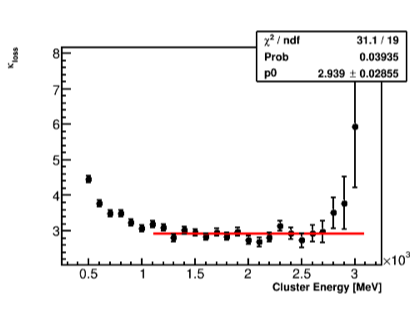 χ² / ndf 31.1 / 19
Prob 0.03935
p0 2.939 ± 0.02855
κloss
8
7
6
5
4
3
0.5 1 1.5 2 2.5 3
×10³
Cluster Energy [MeV]